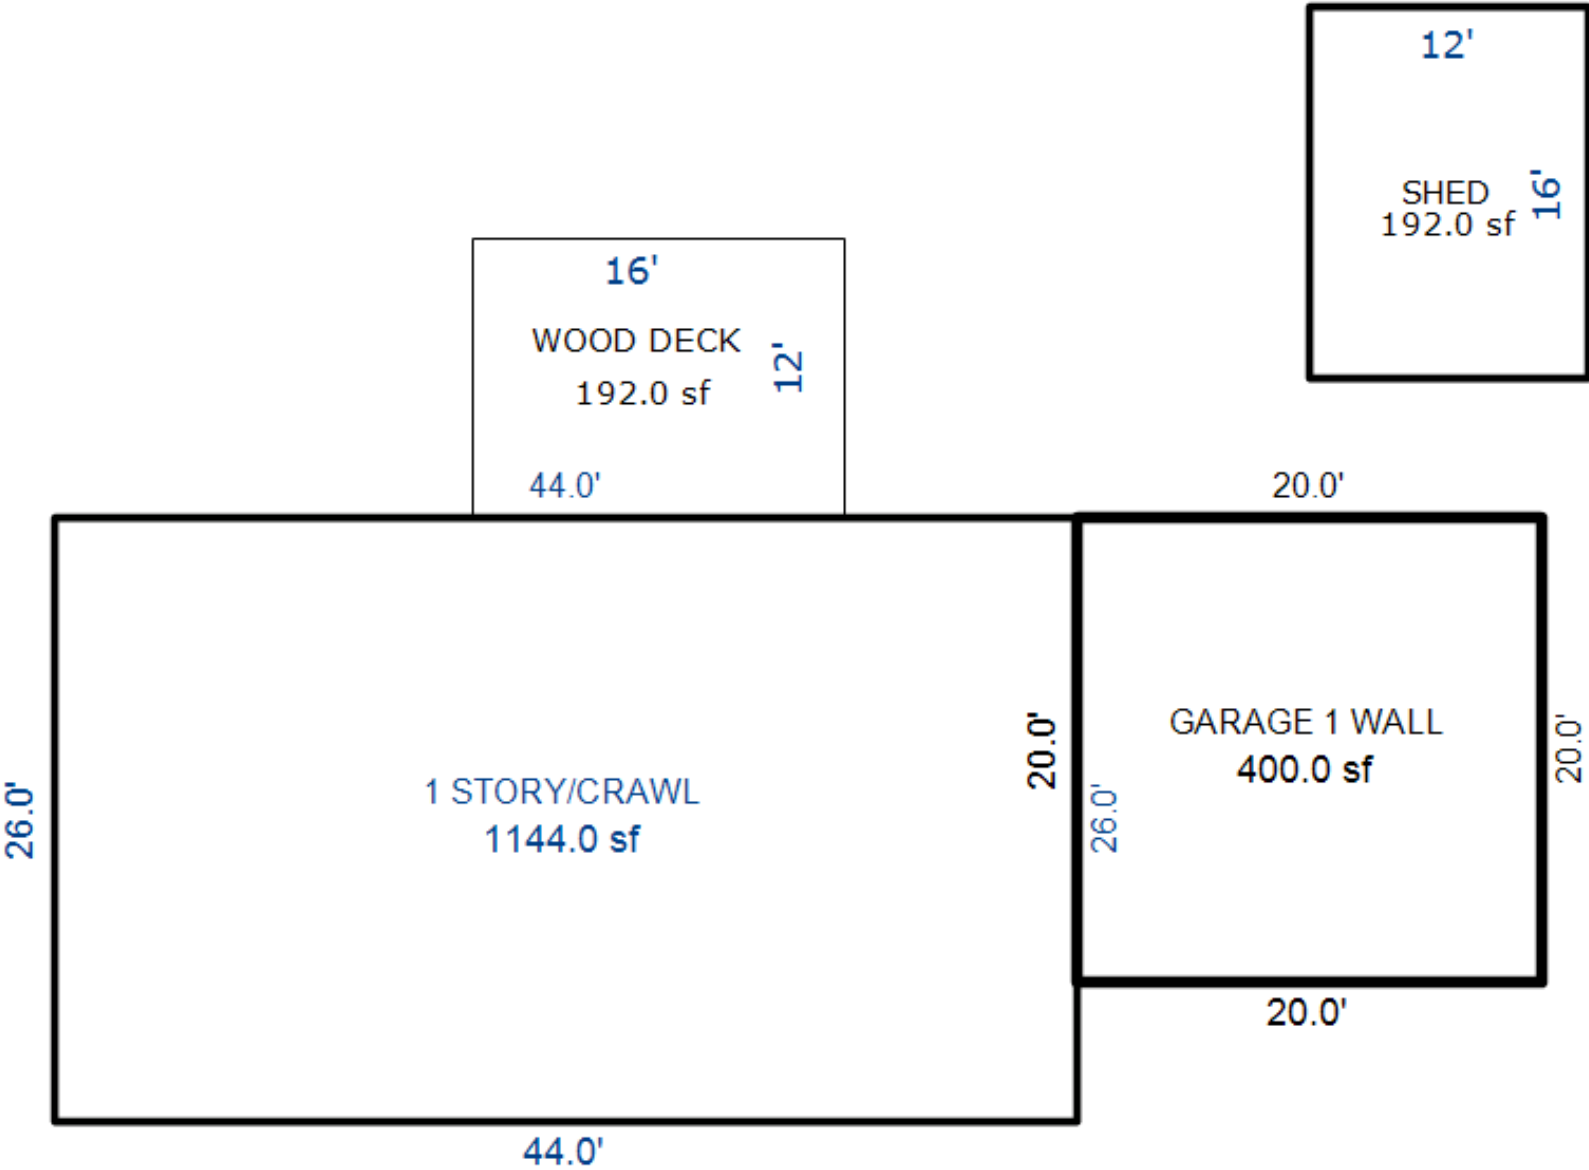 12'
SHED
192.0 sf
16'
16'
WOOD DECK
192.0 sf
12'
44.0'
20.0'
26.0'
1 STORY/CRAWL
1144.0 sf
20.0'
26.0'
GARAGE 1 WALL
400.0 sf
20.0'
20.0'
44.0'